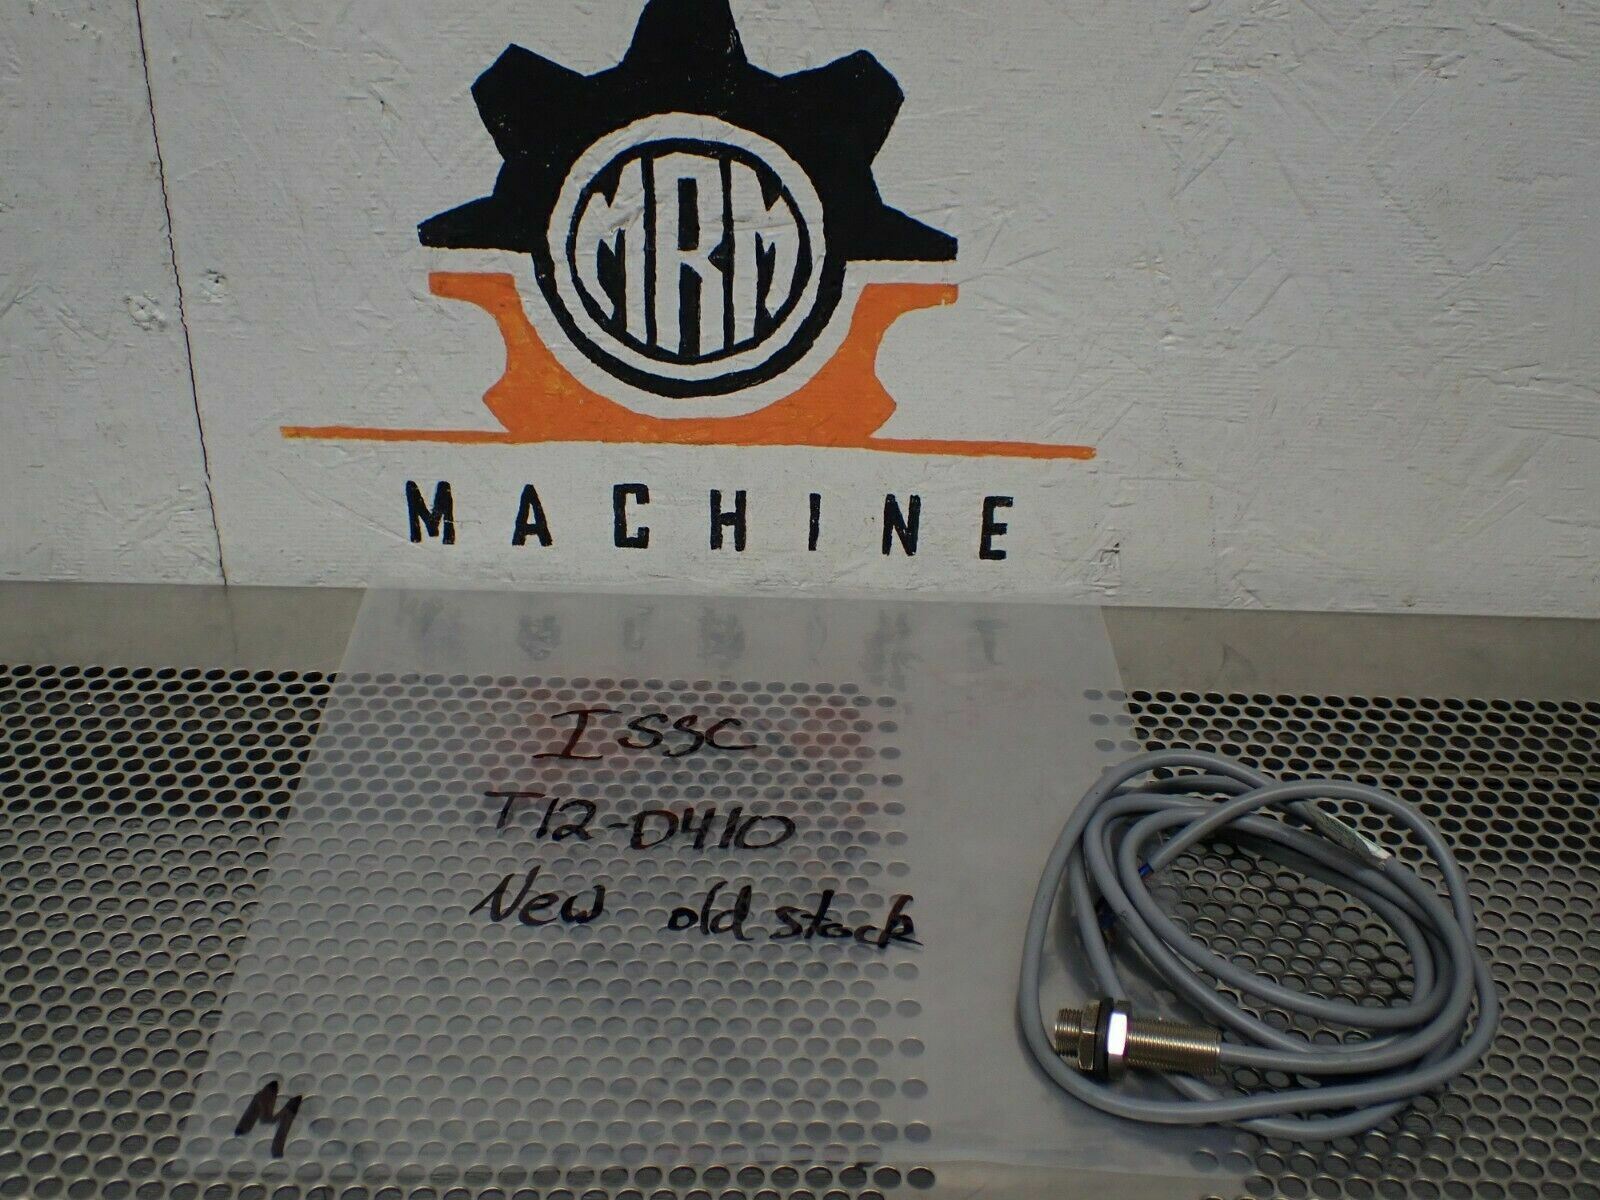 MRM
MACHINE
ISSC
T12-D410
New old stock
M